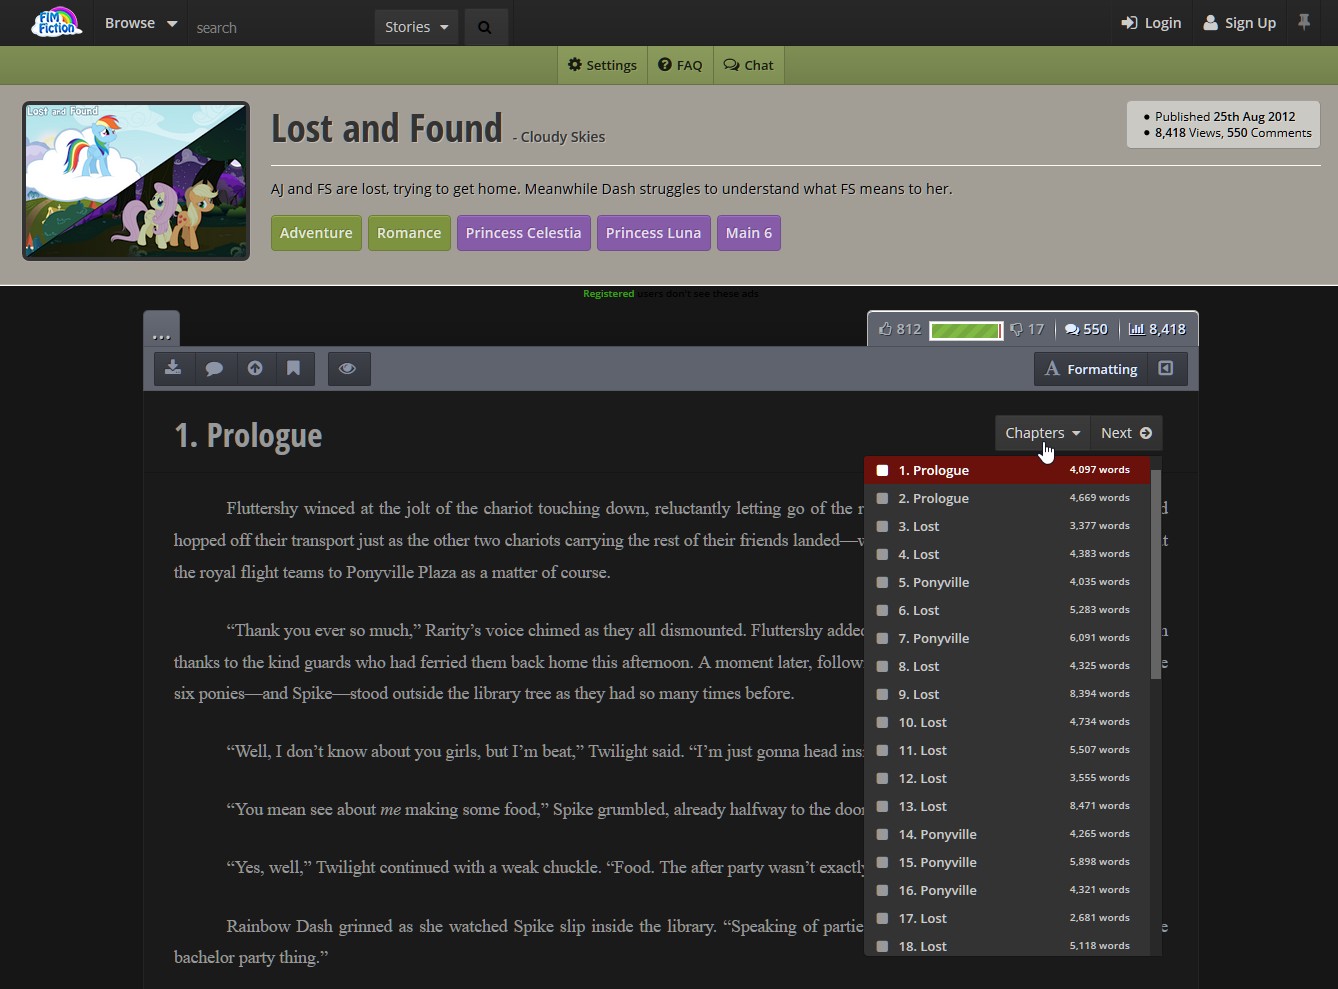 FIM Fiction
Browse
search
Stories
Login
Sign Up
Settings
FAQ
Chat
Lost and Found
Lost and Found - Cloudy Skies
Published 25th Aug 2012
8,418 Views, 550 Comments
AJ and FS are lost, trying to get home. Meanwhile Dash struggles to understand what FS means to her.
Adventure
Romance
Princess Celestia
Princess Luna
Main 6
Registered users don't see these ads
...
812
17
550
8,418
A Formatting
1. Prologue
Chapters
Next
Fluttershy winced at the jolt of the chariot touching down, reluctantly letting go of the
hopped off their transport just as the other two chariots carrying the rest of their friends landed—
the royal flight teams to Ponyville Plaza as a matter of course.
“Thank you ever so much,” Rarity’s voice chimed as they all dismounted. Fluttershy added
thanks to the kind guards who had ferried them back home this afternoon. A moment later,
six ponies—and Spike—stood outside the library tree as they had so many times before.
“Well, I don’t know about you girls, but I’m beat,” Twilight said. “I’m just gonna head
“You mean see about me making some food,” Spike grumbled, already halfway to the
“Yes, well,” Twilight continued with a weak chuckle. “Food. The after party wasn’t exactly
Rainbow Dash grinned as she watched Spike slip inside the library. “Speaking of
bachelor party thing.”
1. Prologue 4,097 words
2. Prologue 4,669 words
3. Lost 3,377 words
4. Lost 4,383 words
5. Ponyville 4,035 words
6. Lost 5,283 words
7. Ponyville 6,091 words
8. Lost 4,325 words
9. Lost 8,394 words
10. Lost 4,734 words
11. Lost 5,507 words
12. Lost 3,555 words
13. Lost 8,471 words
14. Ponyville 4,265 words
15. Ponyville 5,898 words
16. Ponyville 4,321 words
17. Lost 2,681 words
18. Lost 5,118 words